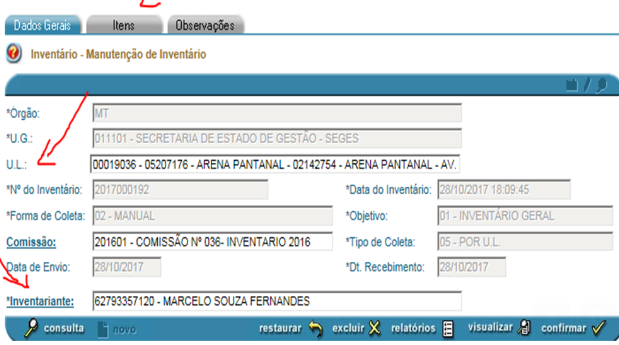 Dados Gerais Itens Observações
Inventário - Manutenção de Inventário
*Órgão: MT
*U.G.: 011101 - SECRETARIA DE ESTADO DE GESTÃO - SEGES
U.L.: 00019036 - 05207176 - ARENA PANTANAL - 02142754 - ARENA PANTANAL - AV.
*Nº do Inventário: 2017000192 *Data do Inventário: 28/10/2017 18:09:45
*Forma de Coleta: 02 - MANUAL *Objetivo: 01 - INVENTÁRIO GERAL
Comissão: 201601 - COMISSÃO Nº 036- INVENTARIO 2016 *Tipo de Coleta: 05 - POR U.L.
Data de Envio: 28/10/2017 *Dt. Recebimento: 28/10/2017
*Inventariante: 62793357120 - MARCELO SOUZA FERNANDES
consulta novo restaurar excluir relatórios visualizar confirmar